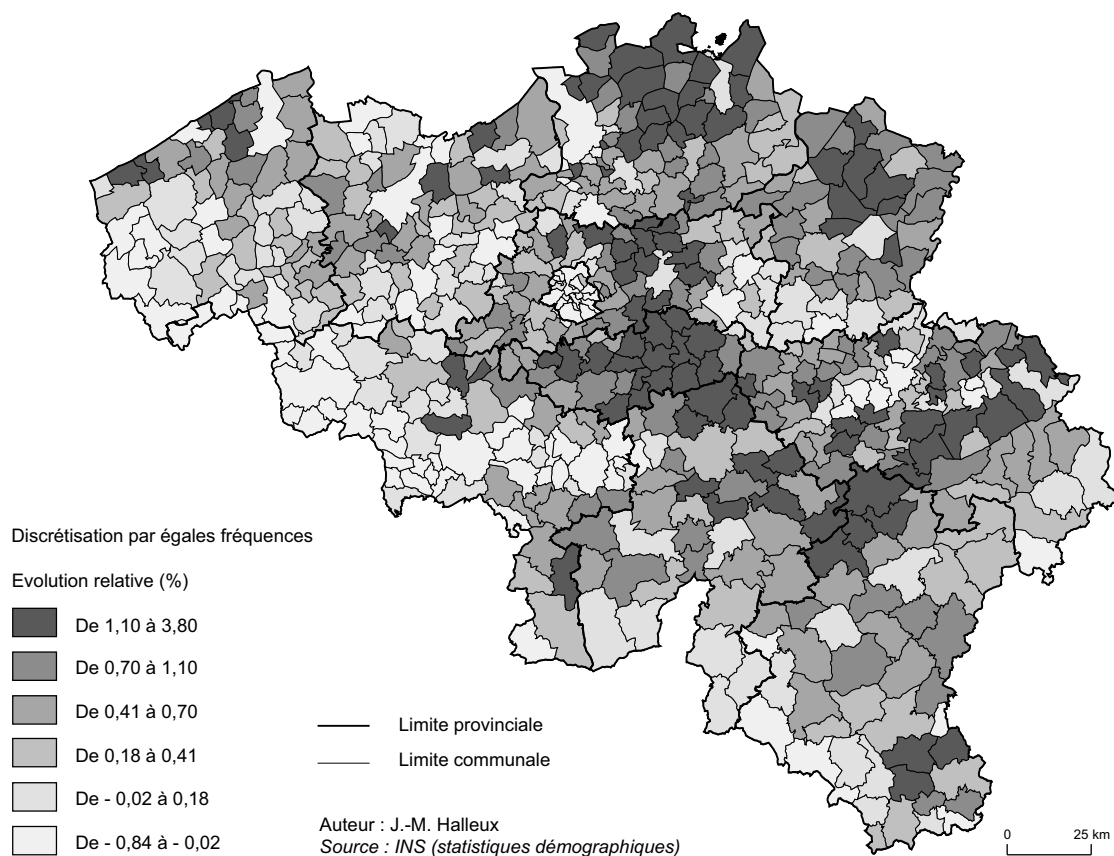 Discrétisation par égales fréquences
Evolution relative (%)
De 1,10 à 3,80
De 0,70 à 1,10
De 0,41 à 0,70
De 0,18 à 0,41
De - 0,02 à 0,18
De - 0,84 à - 0,02
Limite provinciale
Limite communale
Auteur : J.-M. Halleux
Source : INS (statistiques démographiques)
0 25 km